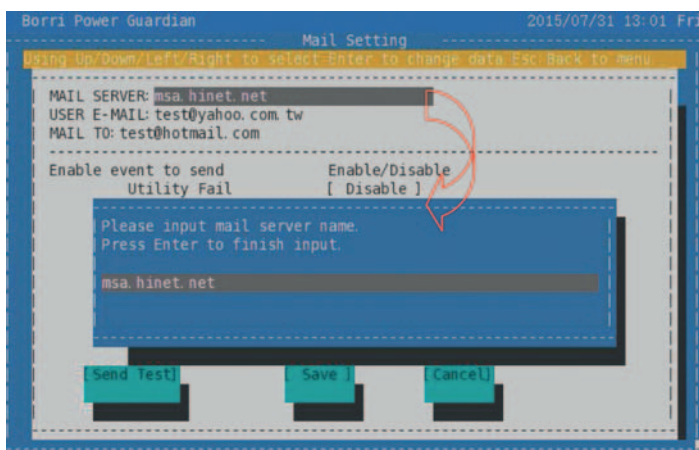 Borri Power Guardian 2015/07/31 13:01 Fri
Mail Setting
Using Up/Down/Left/Right to select Enter to change data Esc Back to menu
MAIL SERVER: msa.hinet.net
USER E-MAIL: test@yahoo.com.tw
MAIL TO: test@hotmail.com
Enable event to send Enable/Disable
Utility Fail [ Disable ]
Please input mail server name.
Press Enter to finish input.
msa.hinet.net
[Send Test] [ Save ] [Cancel]